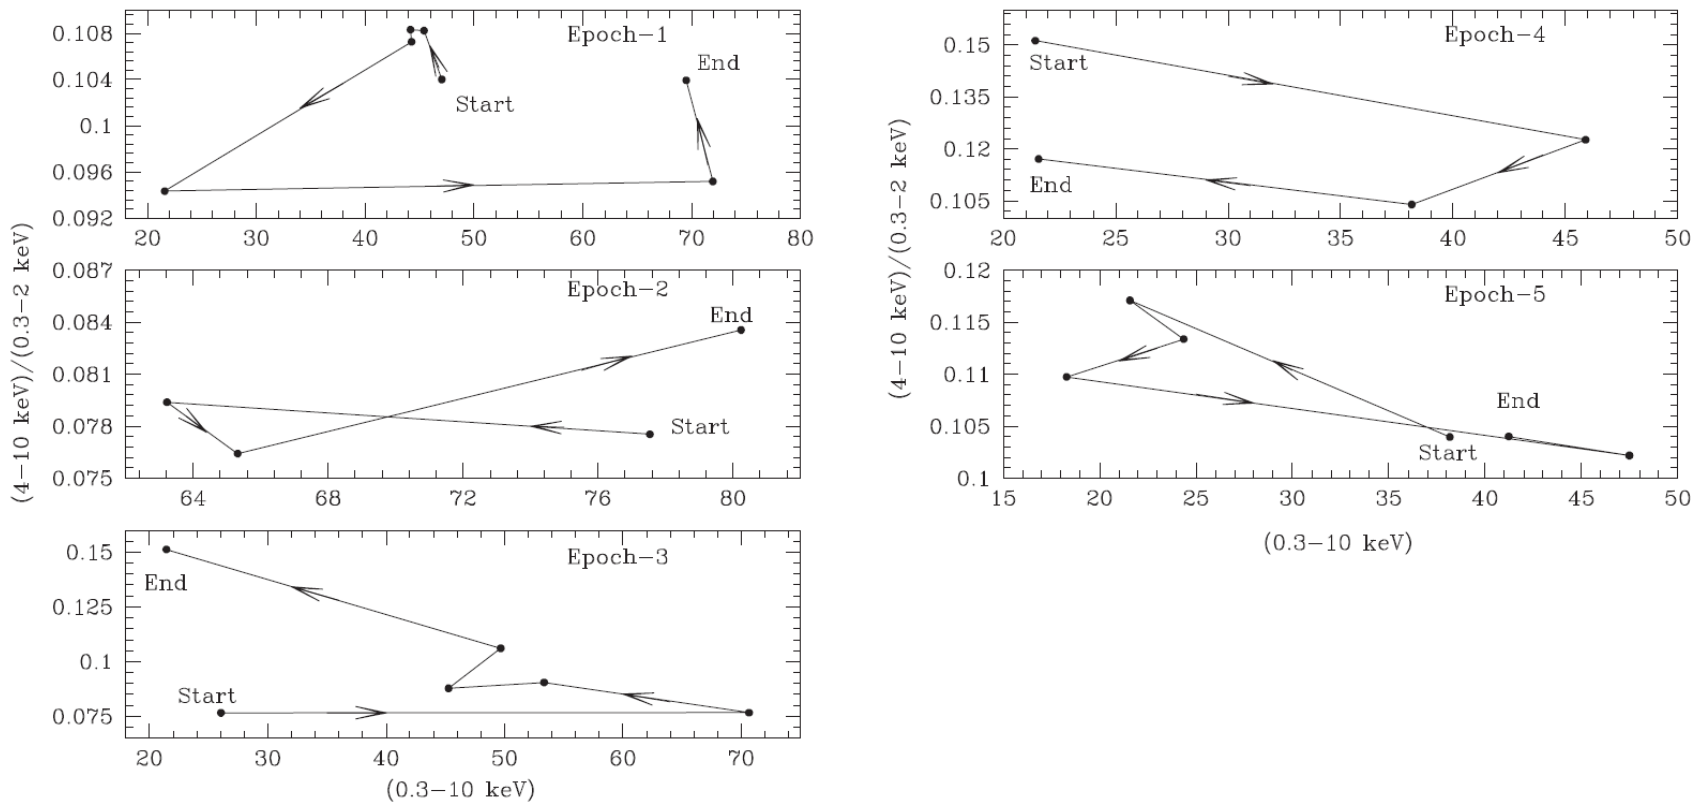 (4-10 keV)/(0.3-2 keV)
Epoch-1
0.108
0.104
0.1
0.096
0.092
Start
End
20 30 40 50 60 70 80
Epoch-2
0.087
0.084
0.081
0.078
0.075
End
Start
64 68 72 76 80
Epoch-3
0.15
0.125
0.1
0.075
End
Start
20 30 40 50 60 70
(0.3-10 keV)
(4-10 keV)/(0.3-2 keV)
Epoch-4
0.15
0.135
0.12
0.105
Start
End
20 25 30 35 40 45 50
Epoch-5
0.12
0.115
0.11
0.105
0.1
End
Start
15 20 25 30 35 40 45 50
(0.3-10 keV)